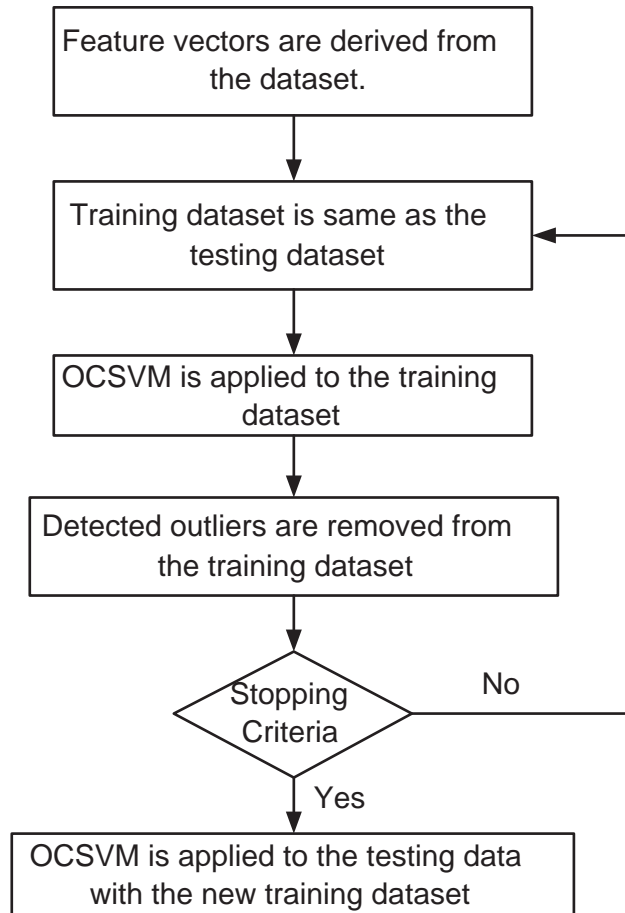 Feature vectors are derived from
the dataset.
Training dataset is same as the
testing dataset
OCSVM is applied to the training
dataset
Detected outliers are removed from
the training dataset
Stopping
Criteria
No
Yes
OCSVM is applied to the testing data
with the new training dataset